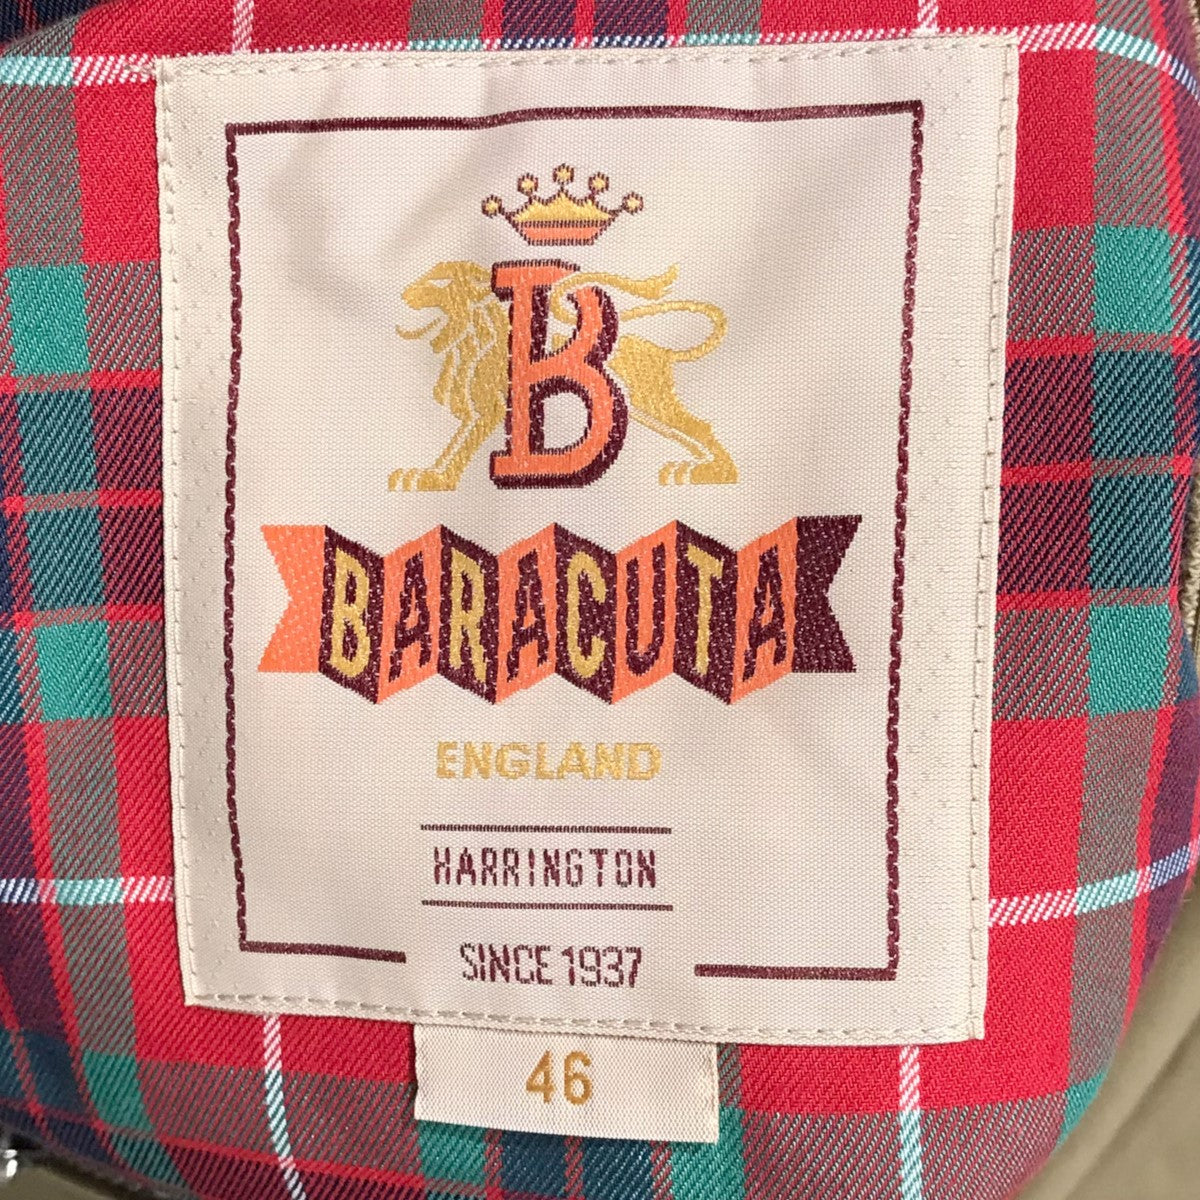 B
BARACUTA
ENGLAND
HARRINGTON
SINCE 1937
46